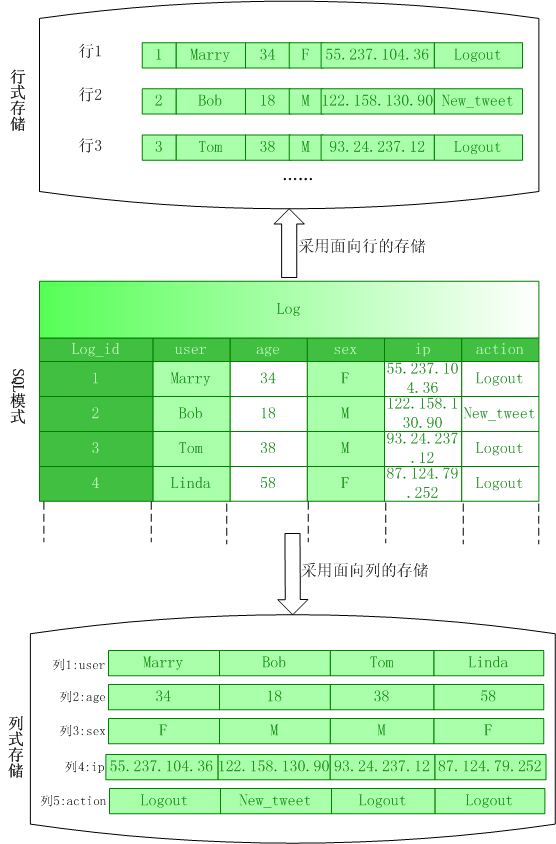 行式存储
行1
1 Marry 34 F 55.237.104.36 Logout
行2
2 Bob 18 M 122.158.130.90 New_tweet
行3
3 Tom 38 M 93.24.237.12 Logout
......
采用面向行的存储
SQL模式
Log
Log_id user age sex ip action
1 Marry 34 F 55.237.10
4.36 Logout
2 Bob 18 M 122.158.1
30.90 New_tweet
3 Tom 38 M 93.24.237
.12 Logout
4 Linda 58 F 87.124.79
.252 Logout
采用面向列的存储
列式存储
列1:user Marry Bob Tom Linda
列2:age 34 18 38 58
列3:sex F M M F
列4:ip 55.237.104.36 122.158.130.90 93.24.237.12 87.124.79.252
列5:action Logout New_tweet Logout Logout